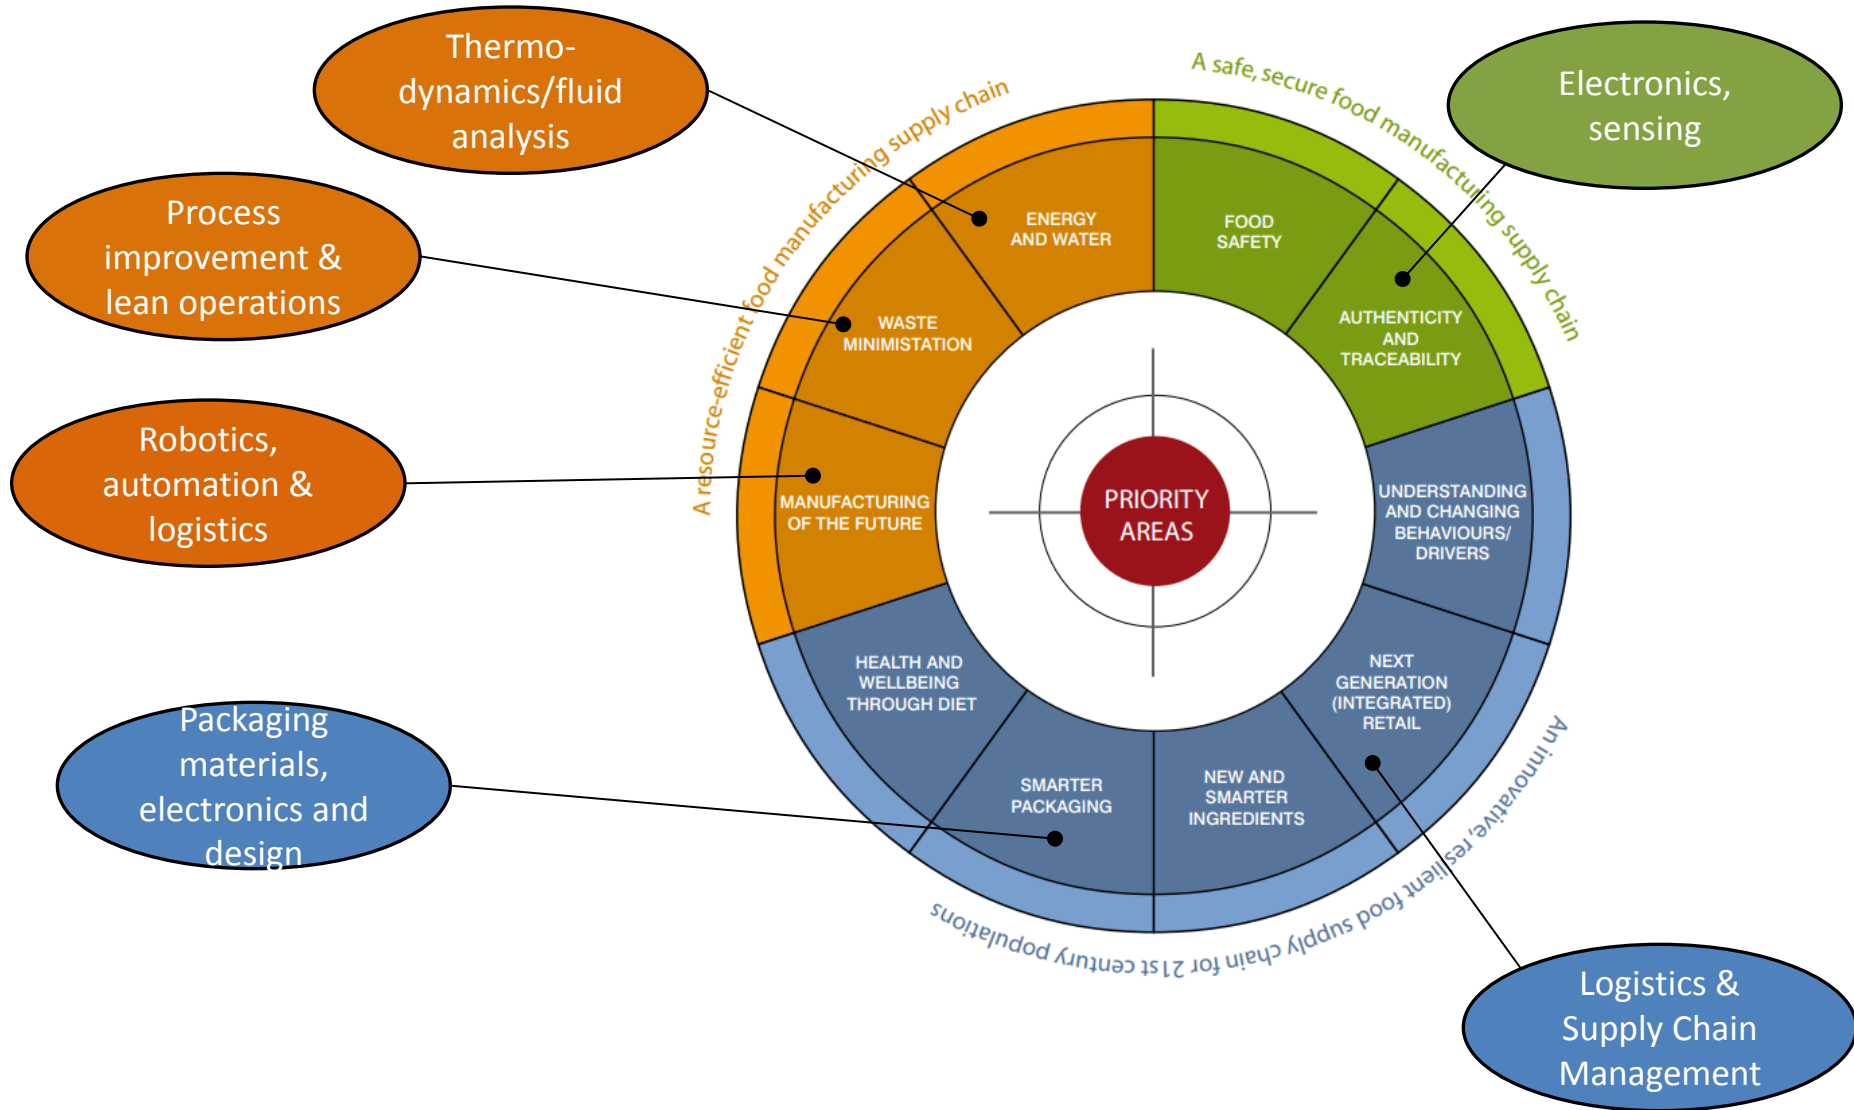 Thermo-
dynamics/fluid
analysis
Process
improvement &
lean operations
Robotics,
automation &
logistics
Packaging
materials,
electronics and
design
Electronics,
sensing
Logistics &
Supply Chain
Management
A resource-efficient food manufacturing supply chain
A safe, secure food manufacturing supply chain
An innovative, resilient food supply chain for 21st century populations
ENERGY
AND WATER
FOOD
SAFETY
WASTE
MINIMISTATION
AUTHENTICITY
AND
TRACEABILITY
MANUFACTURING
OF THE FUTURE
PRIORITY
AREAS
UNDERSTANDING
AND CHANGING
BEHAVIOURS/
DRIVERS
HEALTH AND
WELLBEING
THROUGH DIET
NEXT
GENERATION
(INTEGRATED)
RETAIL
SMARTER
PACKAGING
NEW AND
SMARTER
INGREDIENTS